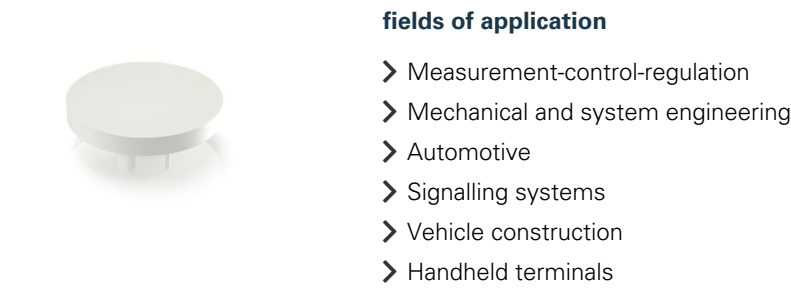 fields of application
Measurement-control-regulation
Mechanical and system engineering
Automotive
Signalling systems
Vehicle construction
Handheld terminals